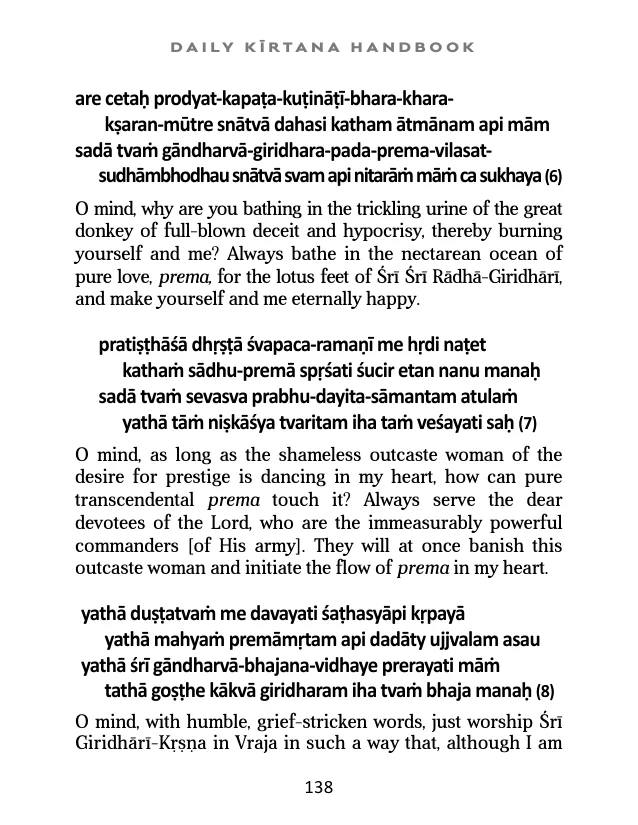 DAILY KĪRTANA HANDBOOK
are cetaḥ prodyat-kapaṭa-kuṭināṭī-bhara-khara-
kṣaran-mūtre snātvā dahasi katham ātmānam api mām
sadā tvaṁ gāndharvā-giridhara-pada-prema-vilasat-
sudhāmbhodhau snātvā svam api nitarāṁ māṁ ca sukhaya (6)
O mind, why are you bathing in the trickling urine of the great
donkey of full-blown deceit and hypocrisy, thereby burning
yourself and me? Always bathe in the nectarean ocean of
pure love, prema, for the lotus feet of Śrī Śrī Rādhā-Giridhārī,
and make yourself and me eternally happy.
pratiṣṭhāśā dhṛṣṭā śvapaca-ramaṇī me hṛdi naṭet
kathaṁ sādhu-premā spṛśati śucir etan nanu manaḥ
sadā tvaṁ sevasva prabhu-dayita-sāmantam atulaṁ
yathā tāṁ niṣkāśya tvaritam iha taṁ veśayati saḥ (7)
O mind, as long as the shameless outcaste woman of the
desire for prestige is dancing in my heart, how can pure
transcendental prema touch it? Always serve the dear
devotees of the Lord, who are the immeasurably powerful
commanders [of His army]. They will at once banish this
outcaste woman and initiate the flow of prema in my heart.
yathā duṣṭatvaṁ me davayati śaṭhasyāpi kṛpayā
yathā mahyaṁ premāmṛtam api dadāty ujjvalam asau
yathā śrī gāndharvā-bhajana-vidhaye prerayati māṁ
tathā goṣṭhe kākvā giridharam iha tvaṁ bhaja manaḥ (8)
O mind, with humble, grief-stricken words, just worship Śrī
Giridhārī-Kṛṣṇa in Vraja in such a way that, although I am
138